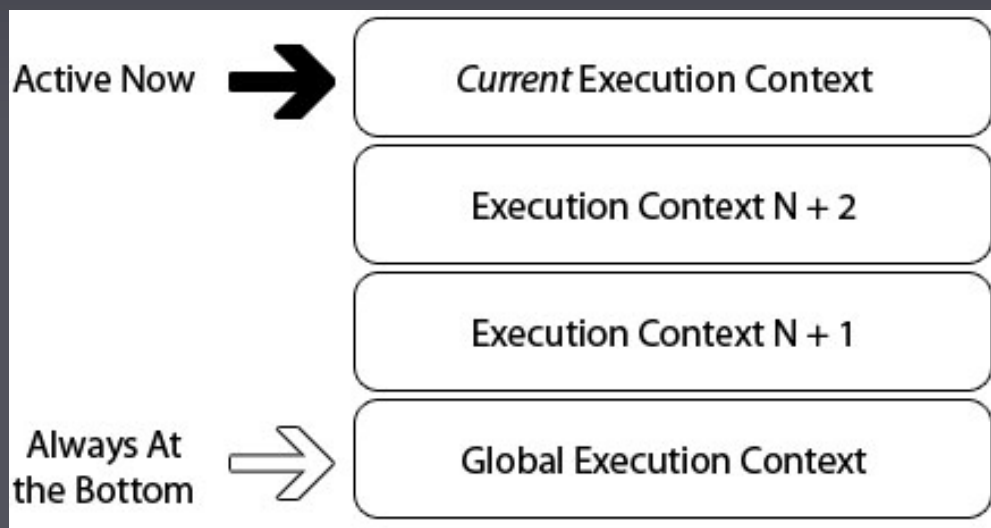 Active Now
Current Execution Context
Execution Context N + 2
Execution Context N + 1
Always At
the Bottom
Global Execution Context